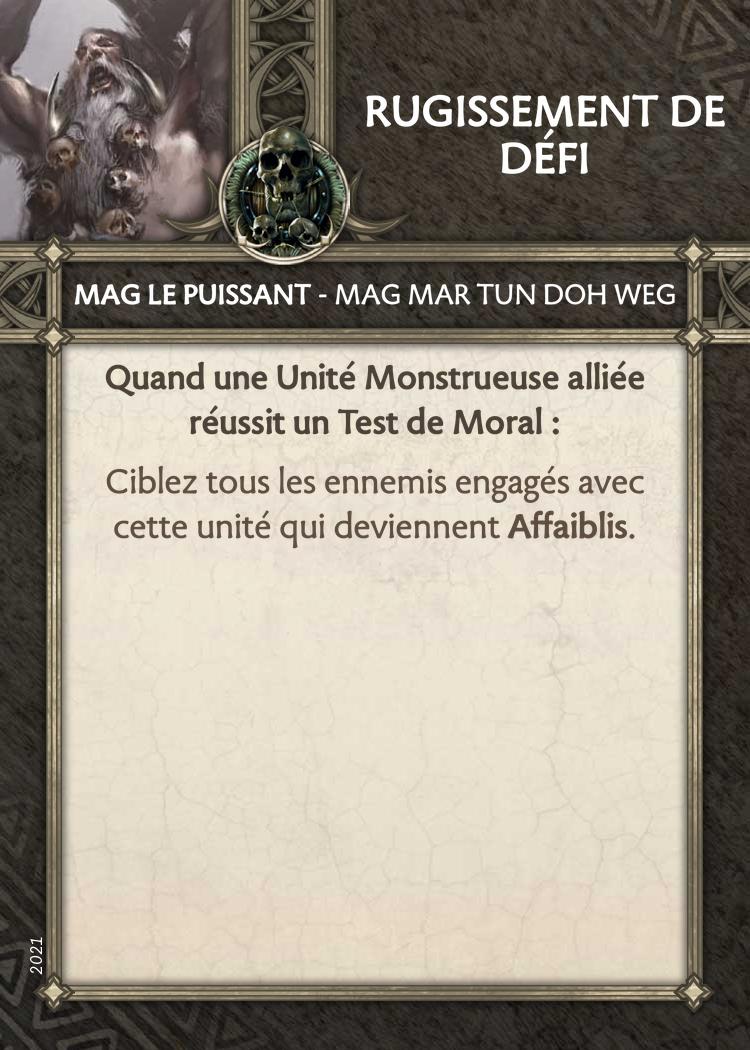 RUGISSEMENT DE
DÉFI
MAG LE PUISSANT - MAG MAR TUN DOH WEG
Quand une Unité Monstrueuse alliée
réussit un Test de Moral :
Ciblez tous les ennemis engagés avec
cette unité qui deviennent Affaiblis.
2021